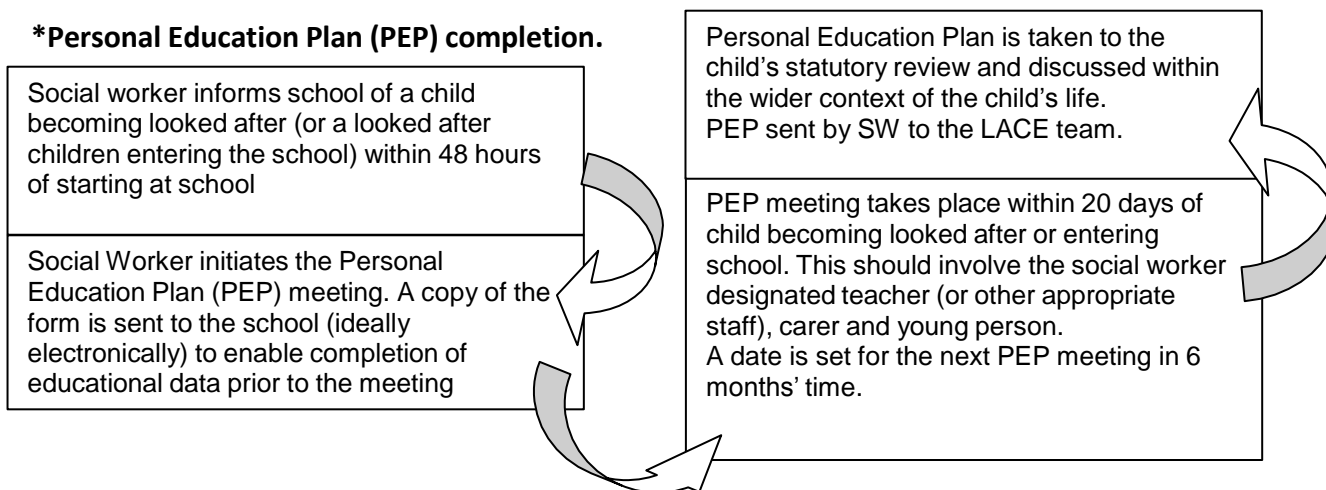 *Personal Education Plan (PEP) completion.
Social worker informs school of a child
becoming looked after (or a looked after
children entering the school) within 48 hours
of starting at school
Social Worker initiates the Personal
Education Plan (PEP) meeting. A copy of the
form is sent to the school (ideally
electronically) to enable completion of
educational data prior to the meeting
PEP meeting takes place within 20 days of
child becoming looked after or entering
school. This should involve the social worker
designated teacher (or other appropriate
staff), carer and young person.
A date is set for the next PEP meeting in 6
months’ time.
Personal Education Plan is taken to the
child’s statutory review and discussed within
the wider context of the child’s life.
PEP sent by SW to the LACE team.